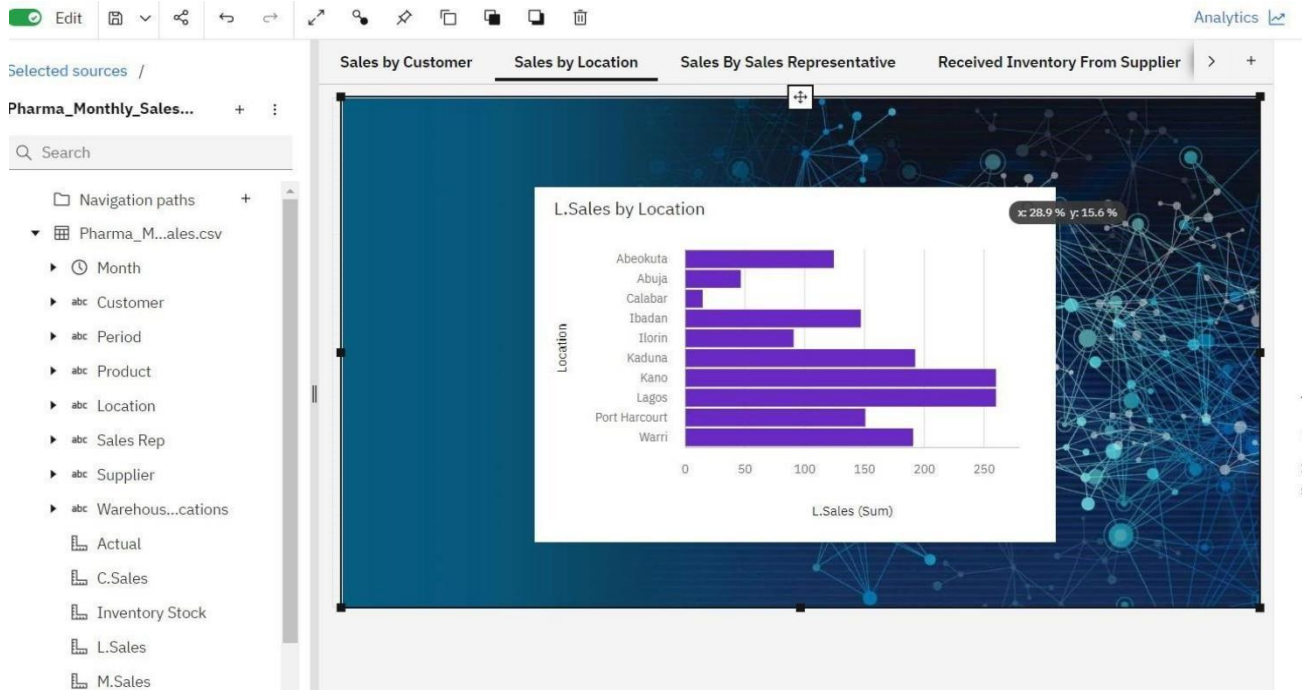 Edit
Analytics
Selected sources /
Pharma_Monthly_Sales...
Search
Navigation paths
Pharma_M...ales.csv
Month
abc Customer
abc Period
abc Product
abc Location
abc Sales Rep
abc Supplier
abc Warehous...cations
Actual
C.Sales
Inventory Stock
L.Sales
M.Sales
Sales by Customer
Sales by Location
Sales By Sales Representative
Received Inventory From Supplier
L.Sales by Location
x: 28.9 % y: 15.6 %
Location
Abeokuta
Abuja
Calabar
Ibadan
Ilorin
Kaduna
Kano
Lagos
Port Harcourt
Warri
0 50 100 150 200 250
L.Sales (Sum)